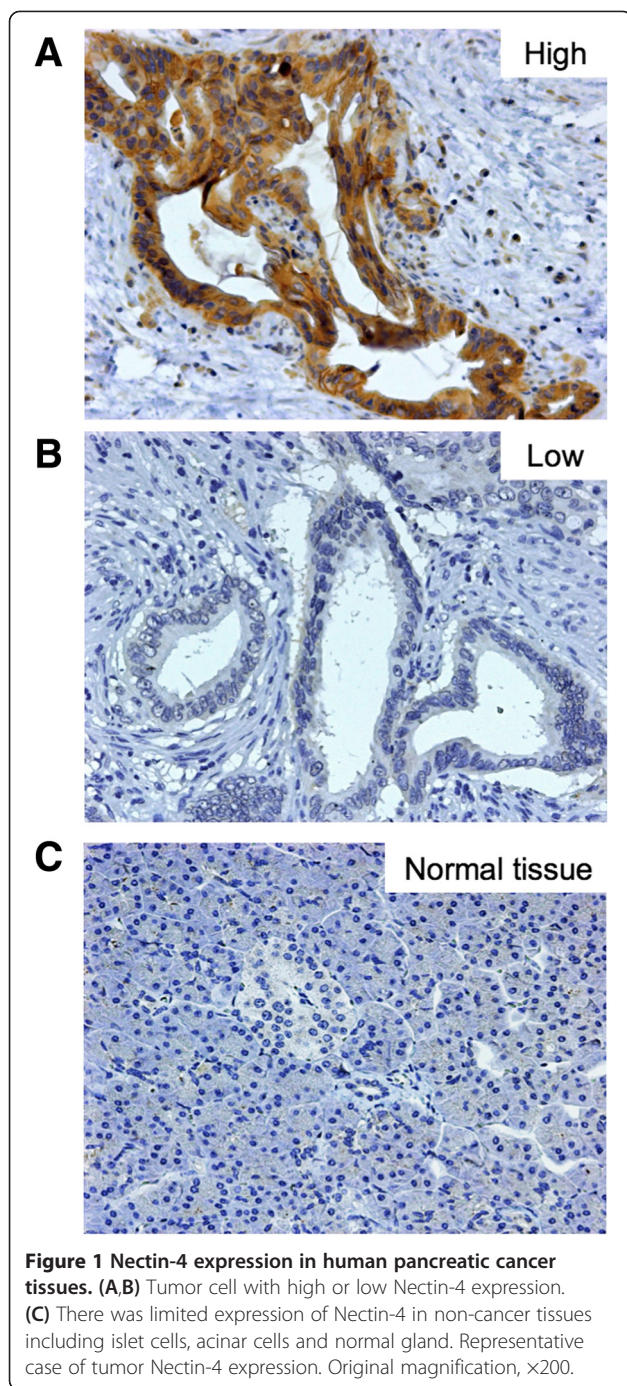 A
High
B
Low
C
Normal tissue
Figure 1 Nectin-4 expression in human pancreatic cancer
tissues. (A,B) Tumor cell with high or low Nectin-4 expression.
(C) There was limited expression of Nectin-4 in non-cancer tissues
including islet cells, acinar cells and normal gland. Representative
case of tumor Nectin-4 expression. Original magnification, ×200.